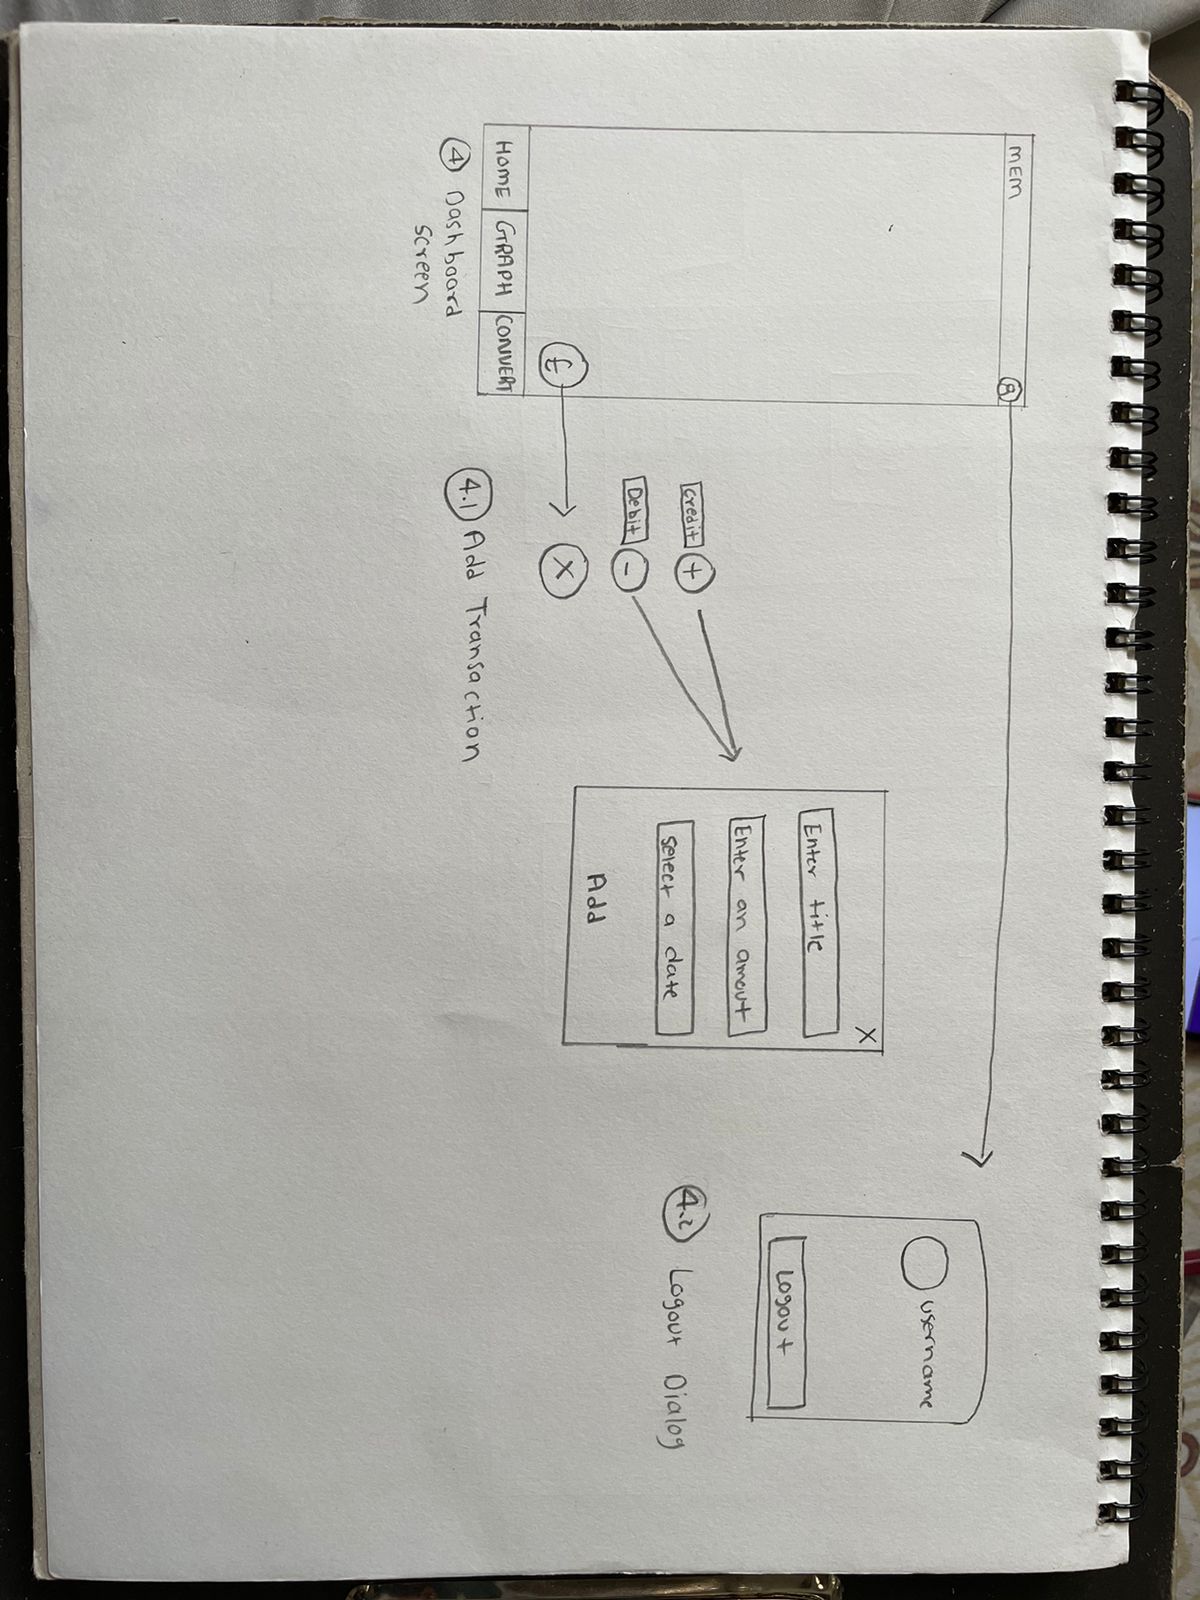 MEM
£
HOME GRAPH CONVERT
④ Dashboard
screen
Credit +
Debit -
X
4.1 Add Transaction
X
Enter title
Enter an amout
select a date
Add
username
Logout
4.2 Logout Dialog